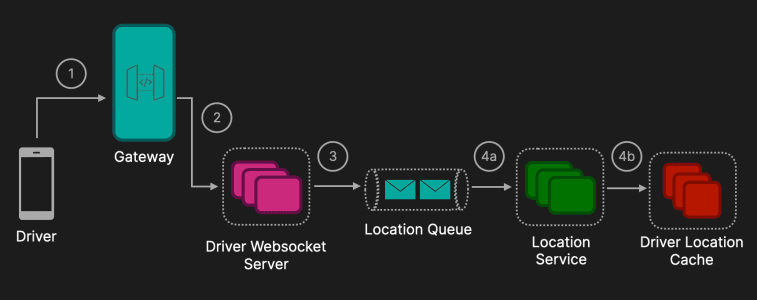 1
Gateway
2
Driver
Driver Websocket
Server
3
Location Queue
4a
Location
Service
4b
Driver Location
Cache